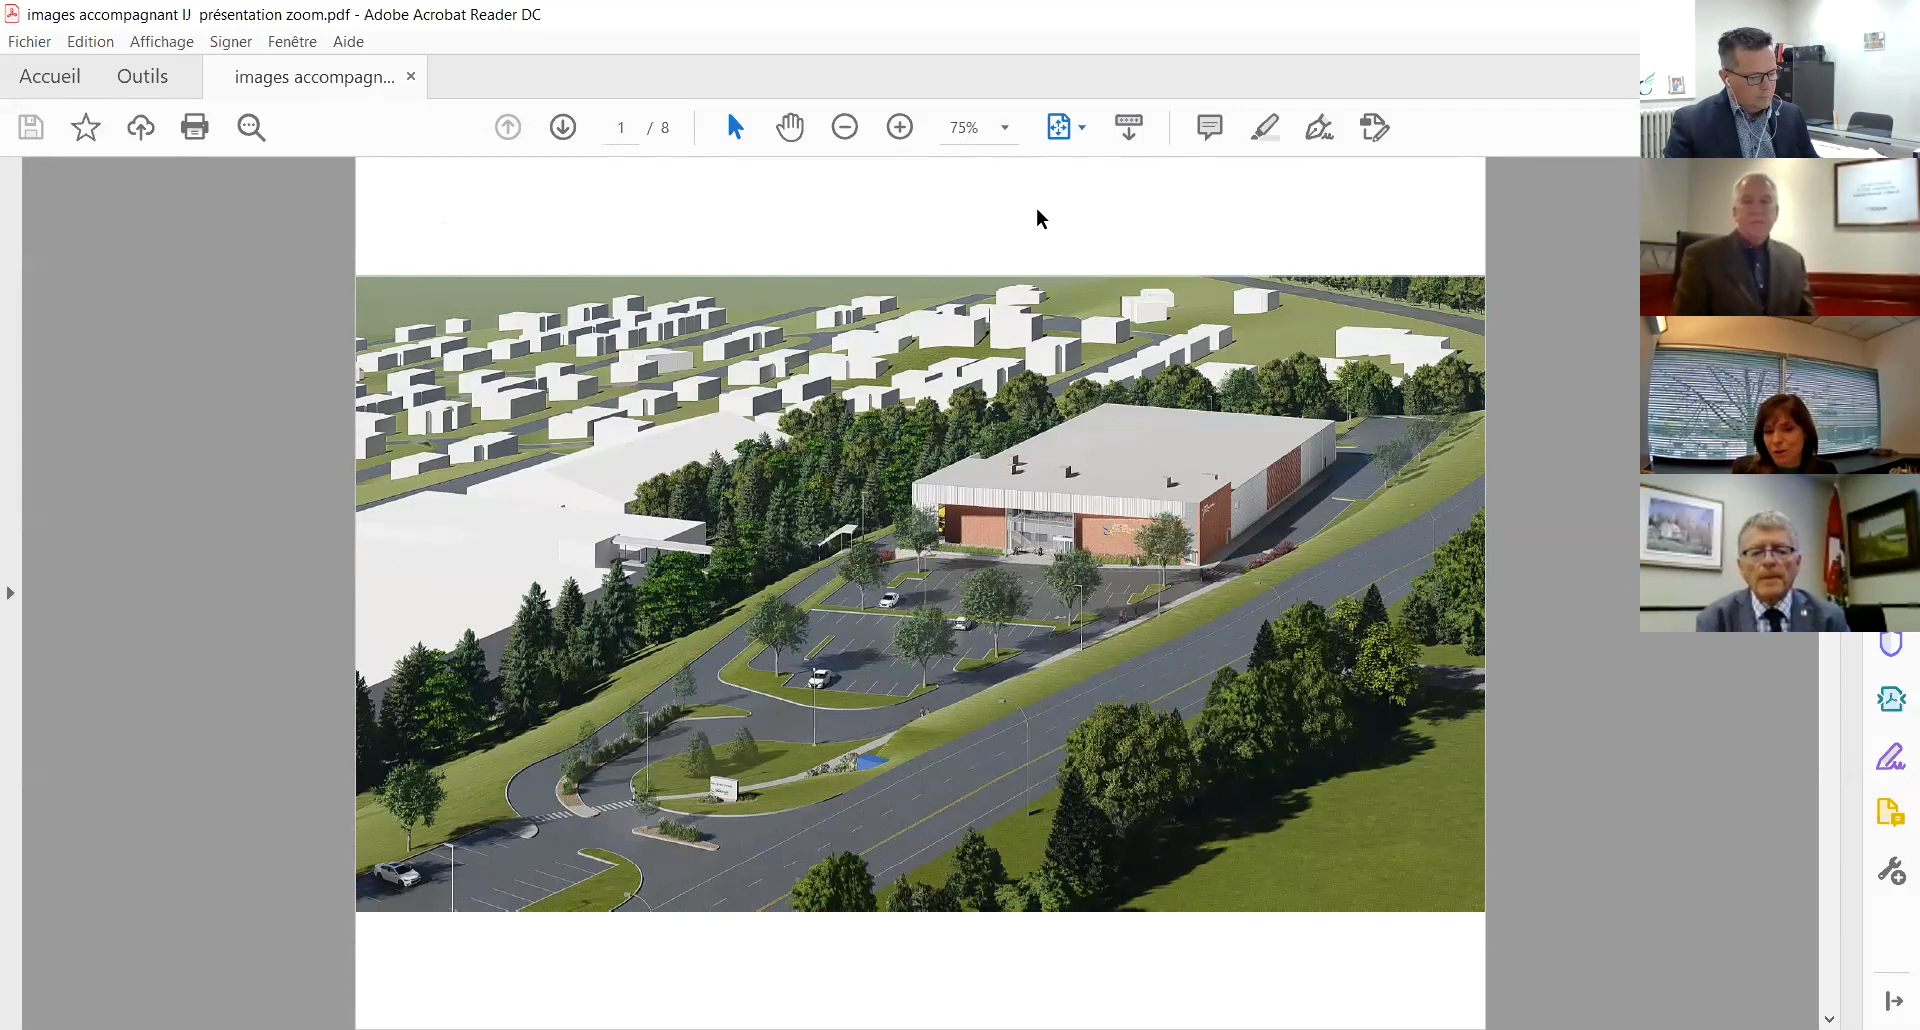 images accompagnant IJ  présentation zoom.pdf - Adobe Acrobat Reader DC
Fichier Edition Affichage Signer Fenêtre Aide
Accueil Outils images accompagn... ×
1 / 8 75%